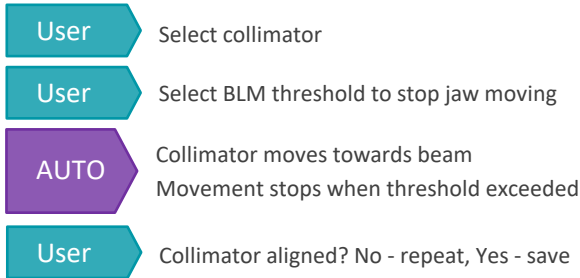 User
Select collimator
User
Select BLM threshold to stop jaw moving
AUTO
Collimator moves towards beam
Movement stops when threshold exceeded
User
Collimator aligned? No - repeat, Yes - save